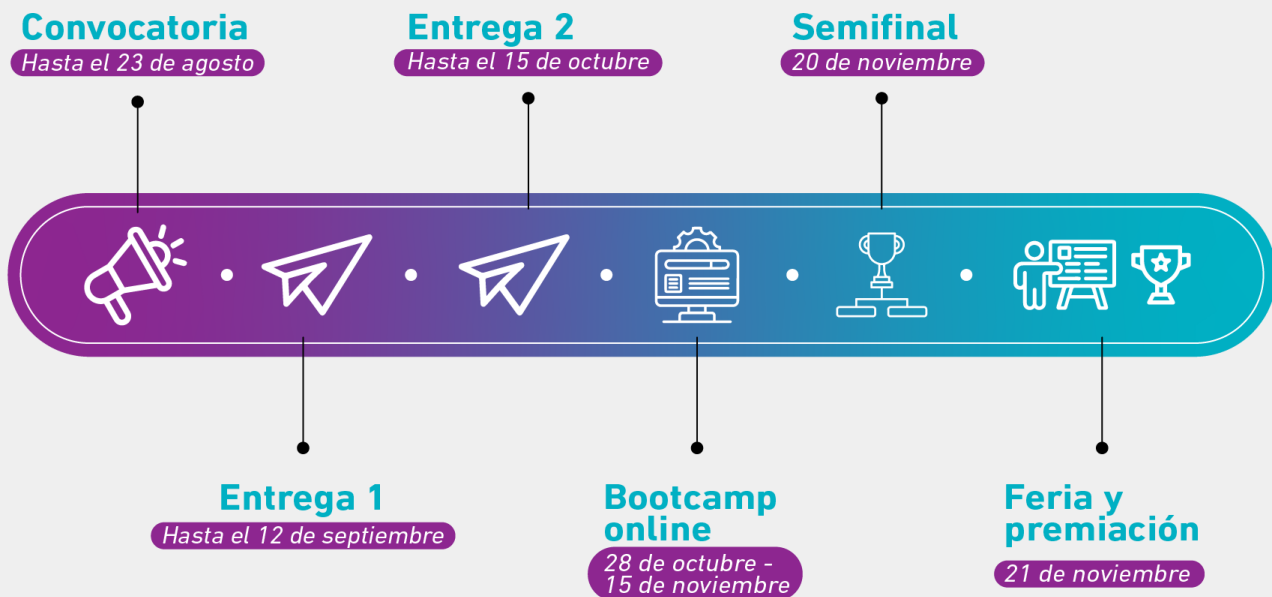 Convocatoria
Hasta el 23 de agosto
Entrega 1
Hasta el 12 de septiembre
Entrega 2
Hasta el 15 de octubre
Bootcamp
online
28 de octubre -
15 de noviembre
Semifinal
20 de noviembre
Feria y
premiación
21 de noviembre